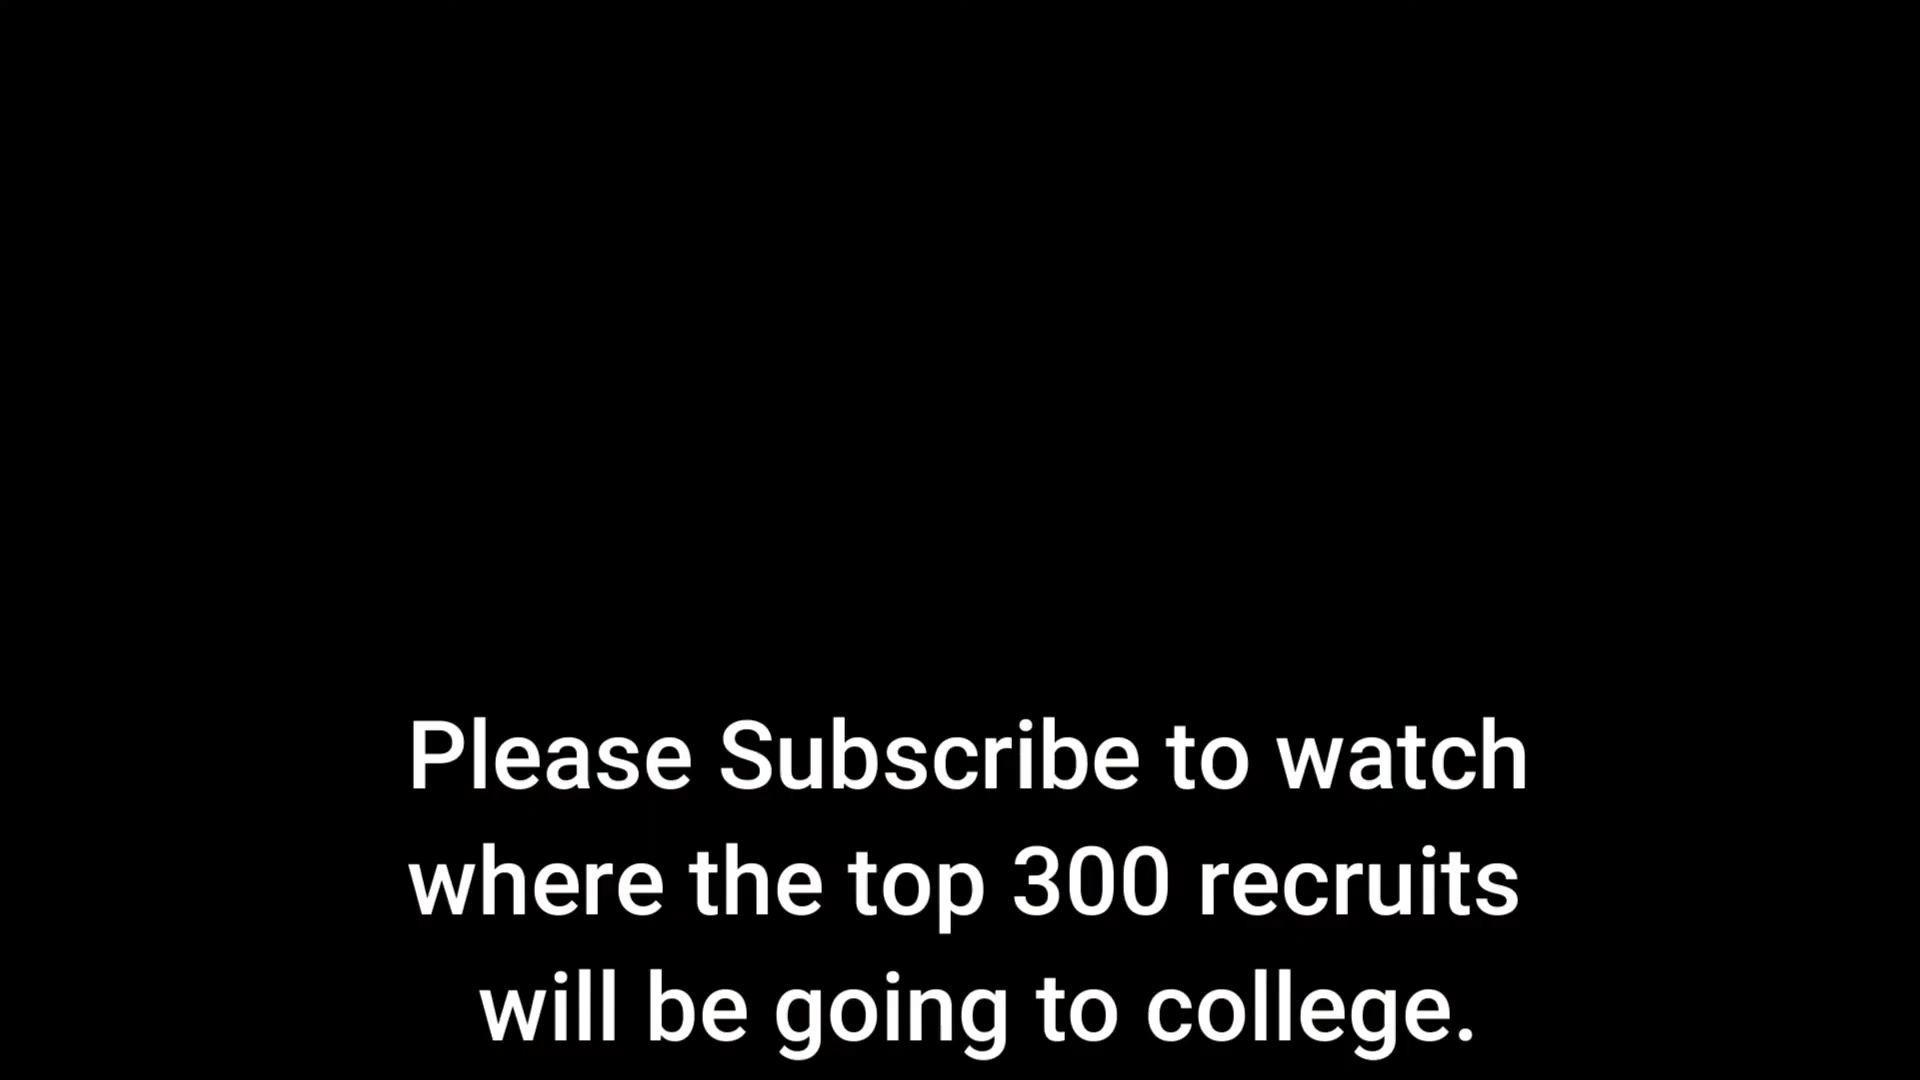 Please Subscribe to watch
where the top 300 recruits
will be going to college.